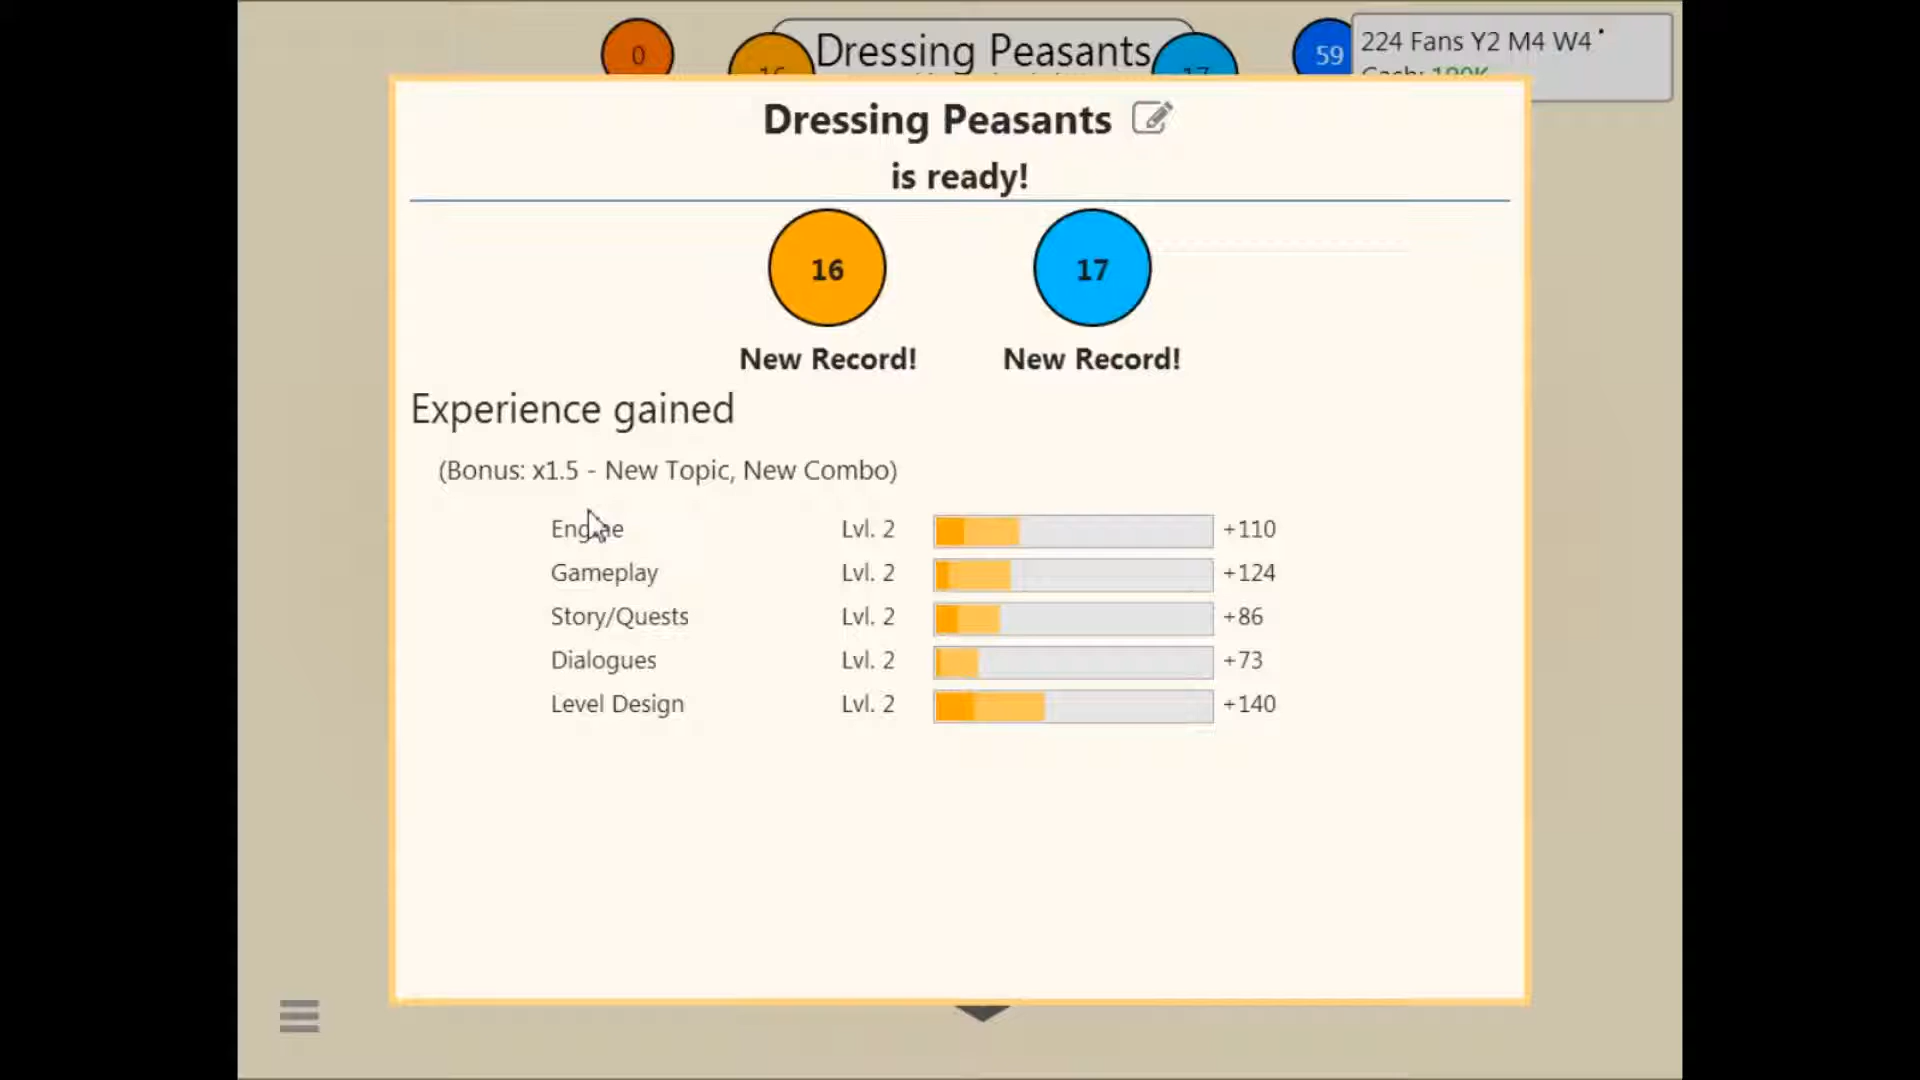 0
Dressing Peasants
59
224 Fans Y2 M4 W4
Dressing Peasants
is ready!
16
17
New Record!
New Record!
Experience gained
(Bonus: x1.5 - New Topic, New Combo)
Engine Lvl. 2 +110
Gameplay Lvl. 2 +124
Story/Quests Lvl. 2 +86
Dialogues Lvl. 2 +73
Level Design Lvl. 2 +140